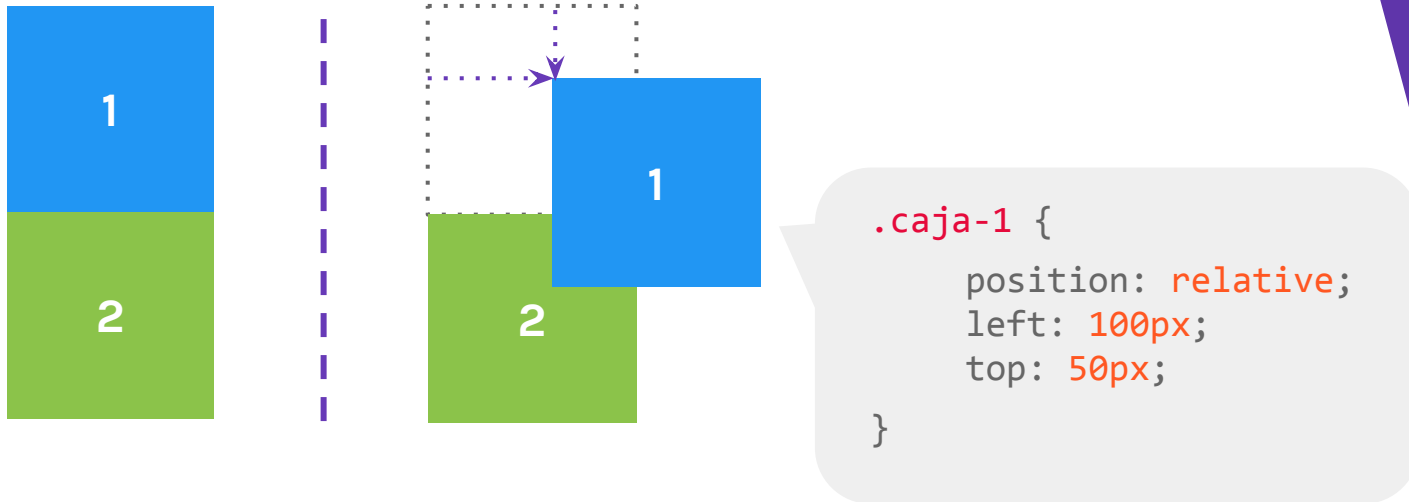 1
2
1
2
.caja-1 {
position: relative;
left: 100px;
top: 50px;
}